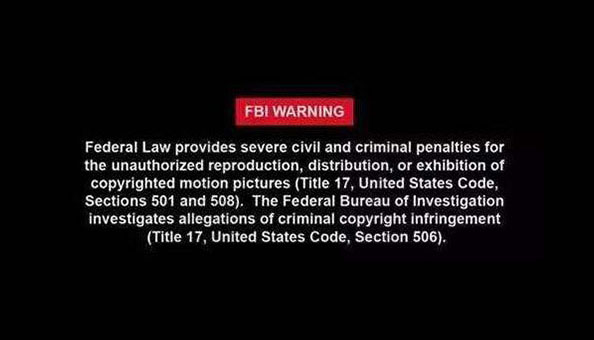 FBI WARNING
Federal Law provides severe civil and criminal penalties for
the unauthorized reproduction, distribution, or exhibition of
copyrighted motion pictures (Title 17, United States Code,
Sections 501 and 508).  The Federal Bureau of Investigation
investigates allegations of criminal copyright infringement
(Title 17, United States Code, Section 506).